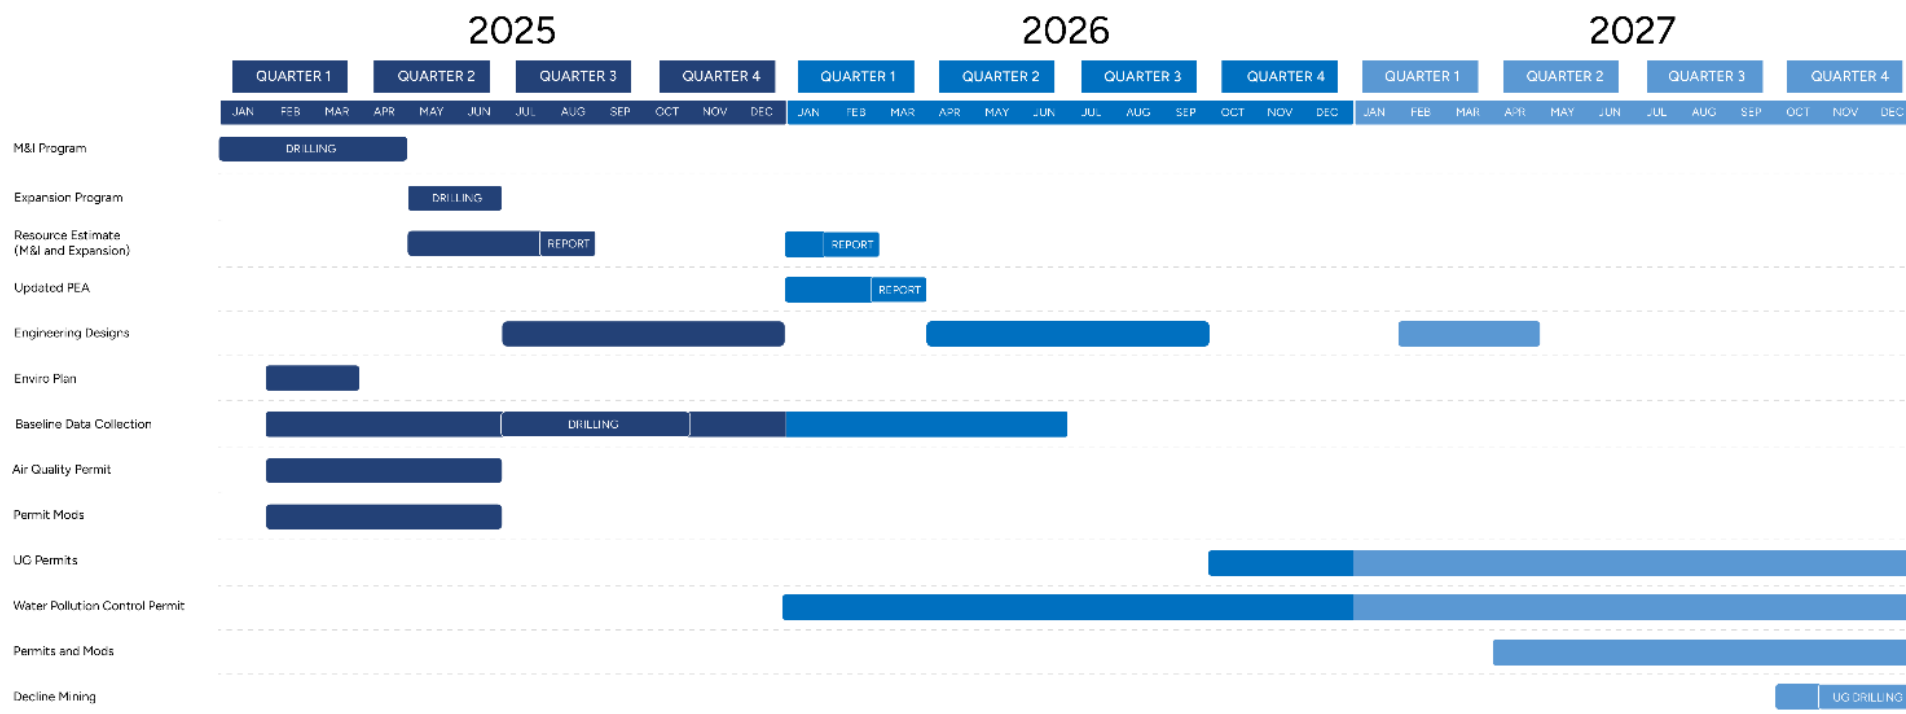 2025 2026 2027
QUARTER 1 QUARTER 2 QUARTER 3 QUARTER 4 QUARTER 1 QUARTER 2 QUARTER 3 QUARTER 4 QUARTER 1 QUARTER 2 QUARTER 3 QUARTER 4
JAN FEB MAR APR MAY JUN JUL AUG SEP OCT NOV DEC JAN FEB MAR APR MAY JUN JUL AUG SEP OCT NOV DEC JAN FEB MAR APR MAY JUN JUL AUG SEP OCT NOV DEC
M&I Program DRILLING
Expansion Program DRILLING
Resource Estimate
(M&I and Expansion) REPORT REPORT
Updated PEA REPORT
Engineering Designs
Enviro Plan
Baseline Data Collection DRILLING
Air Quality Permit
Permit Mods
UG Permits
Water Pollution Control Permit
Permits and Mods
Decline Mining UG DRILLING